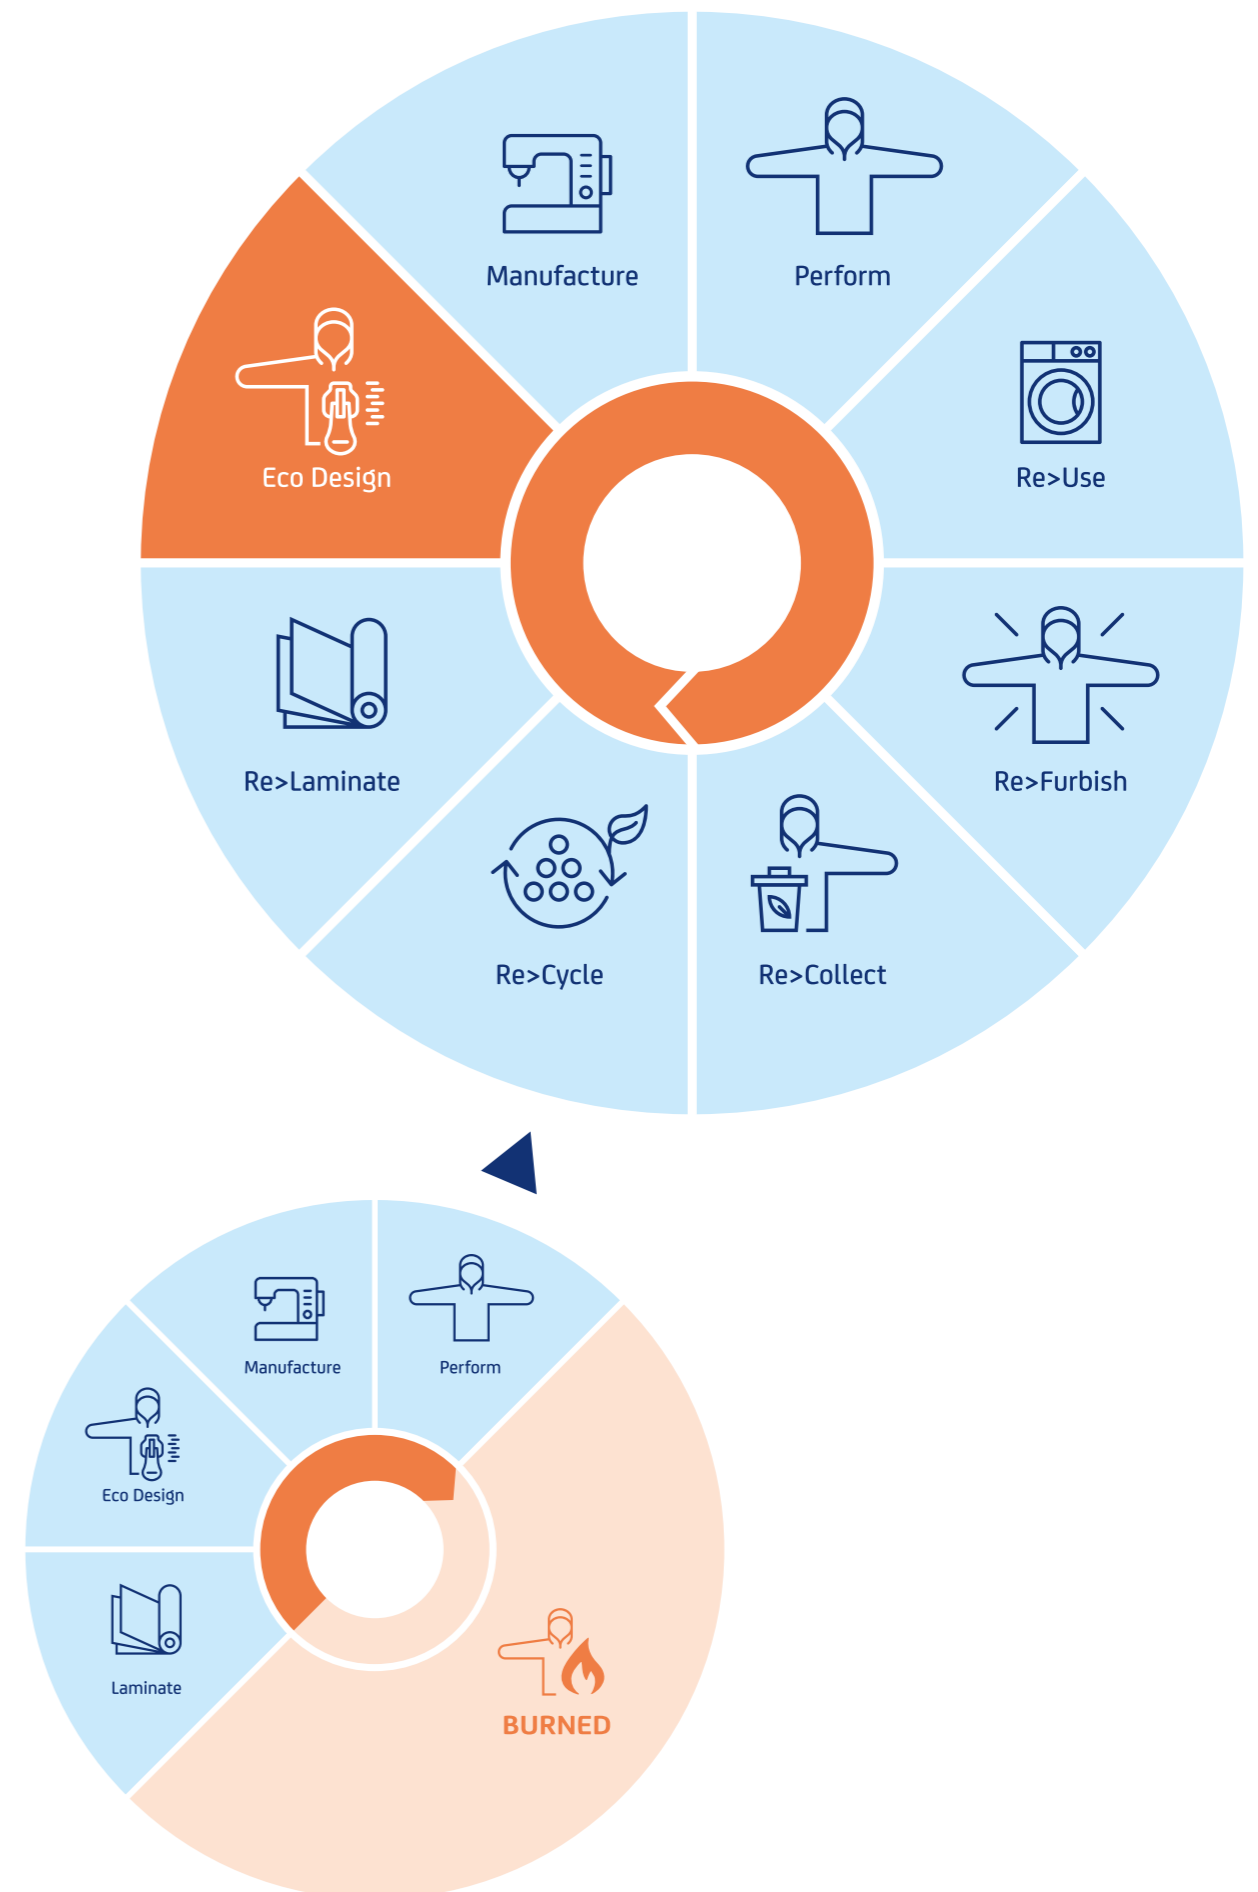 Manufacture
Perform
Eco Design
Re>Use
Re>Laminate
Re>Furbish
Re>Cycle
Re>Collect
Manufacture
Perform
Eco Design
Laminate
BURNED